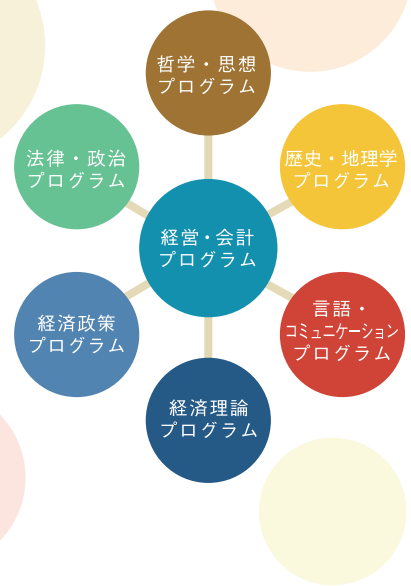 哲学・思想
プログラム
法律・政治
プログラム
歴史・地理学
プログラム
経営・会計
プログラム
経済政策
プログラム
言語・
コミュニケーション
プログラム
経済理論
プログラム